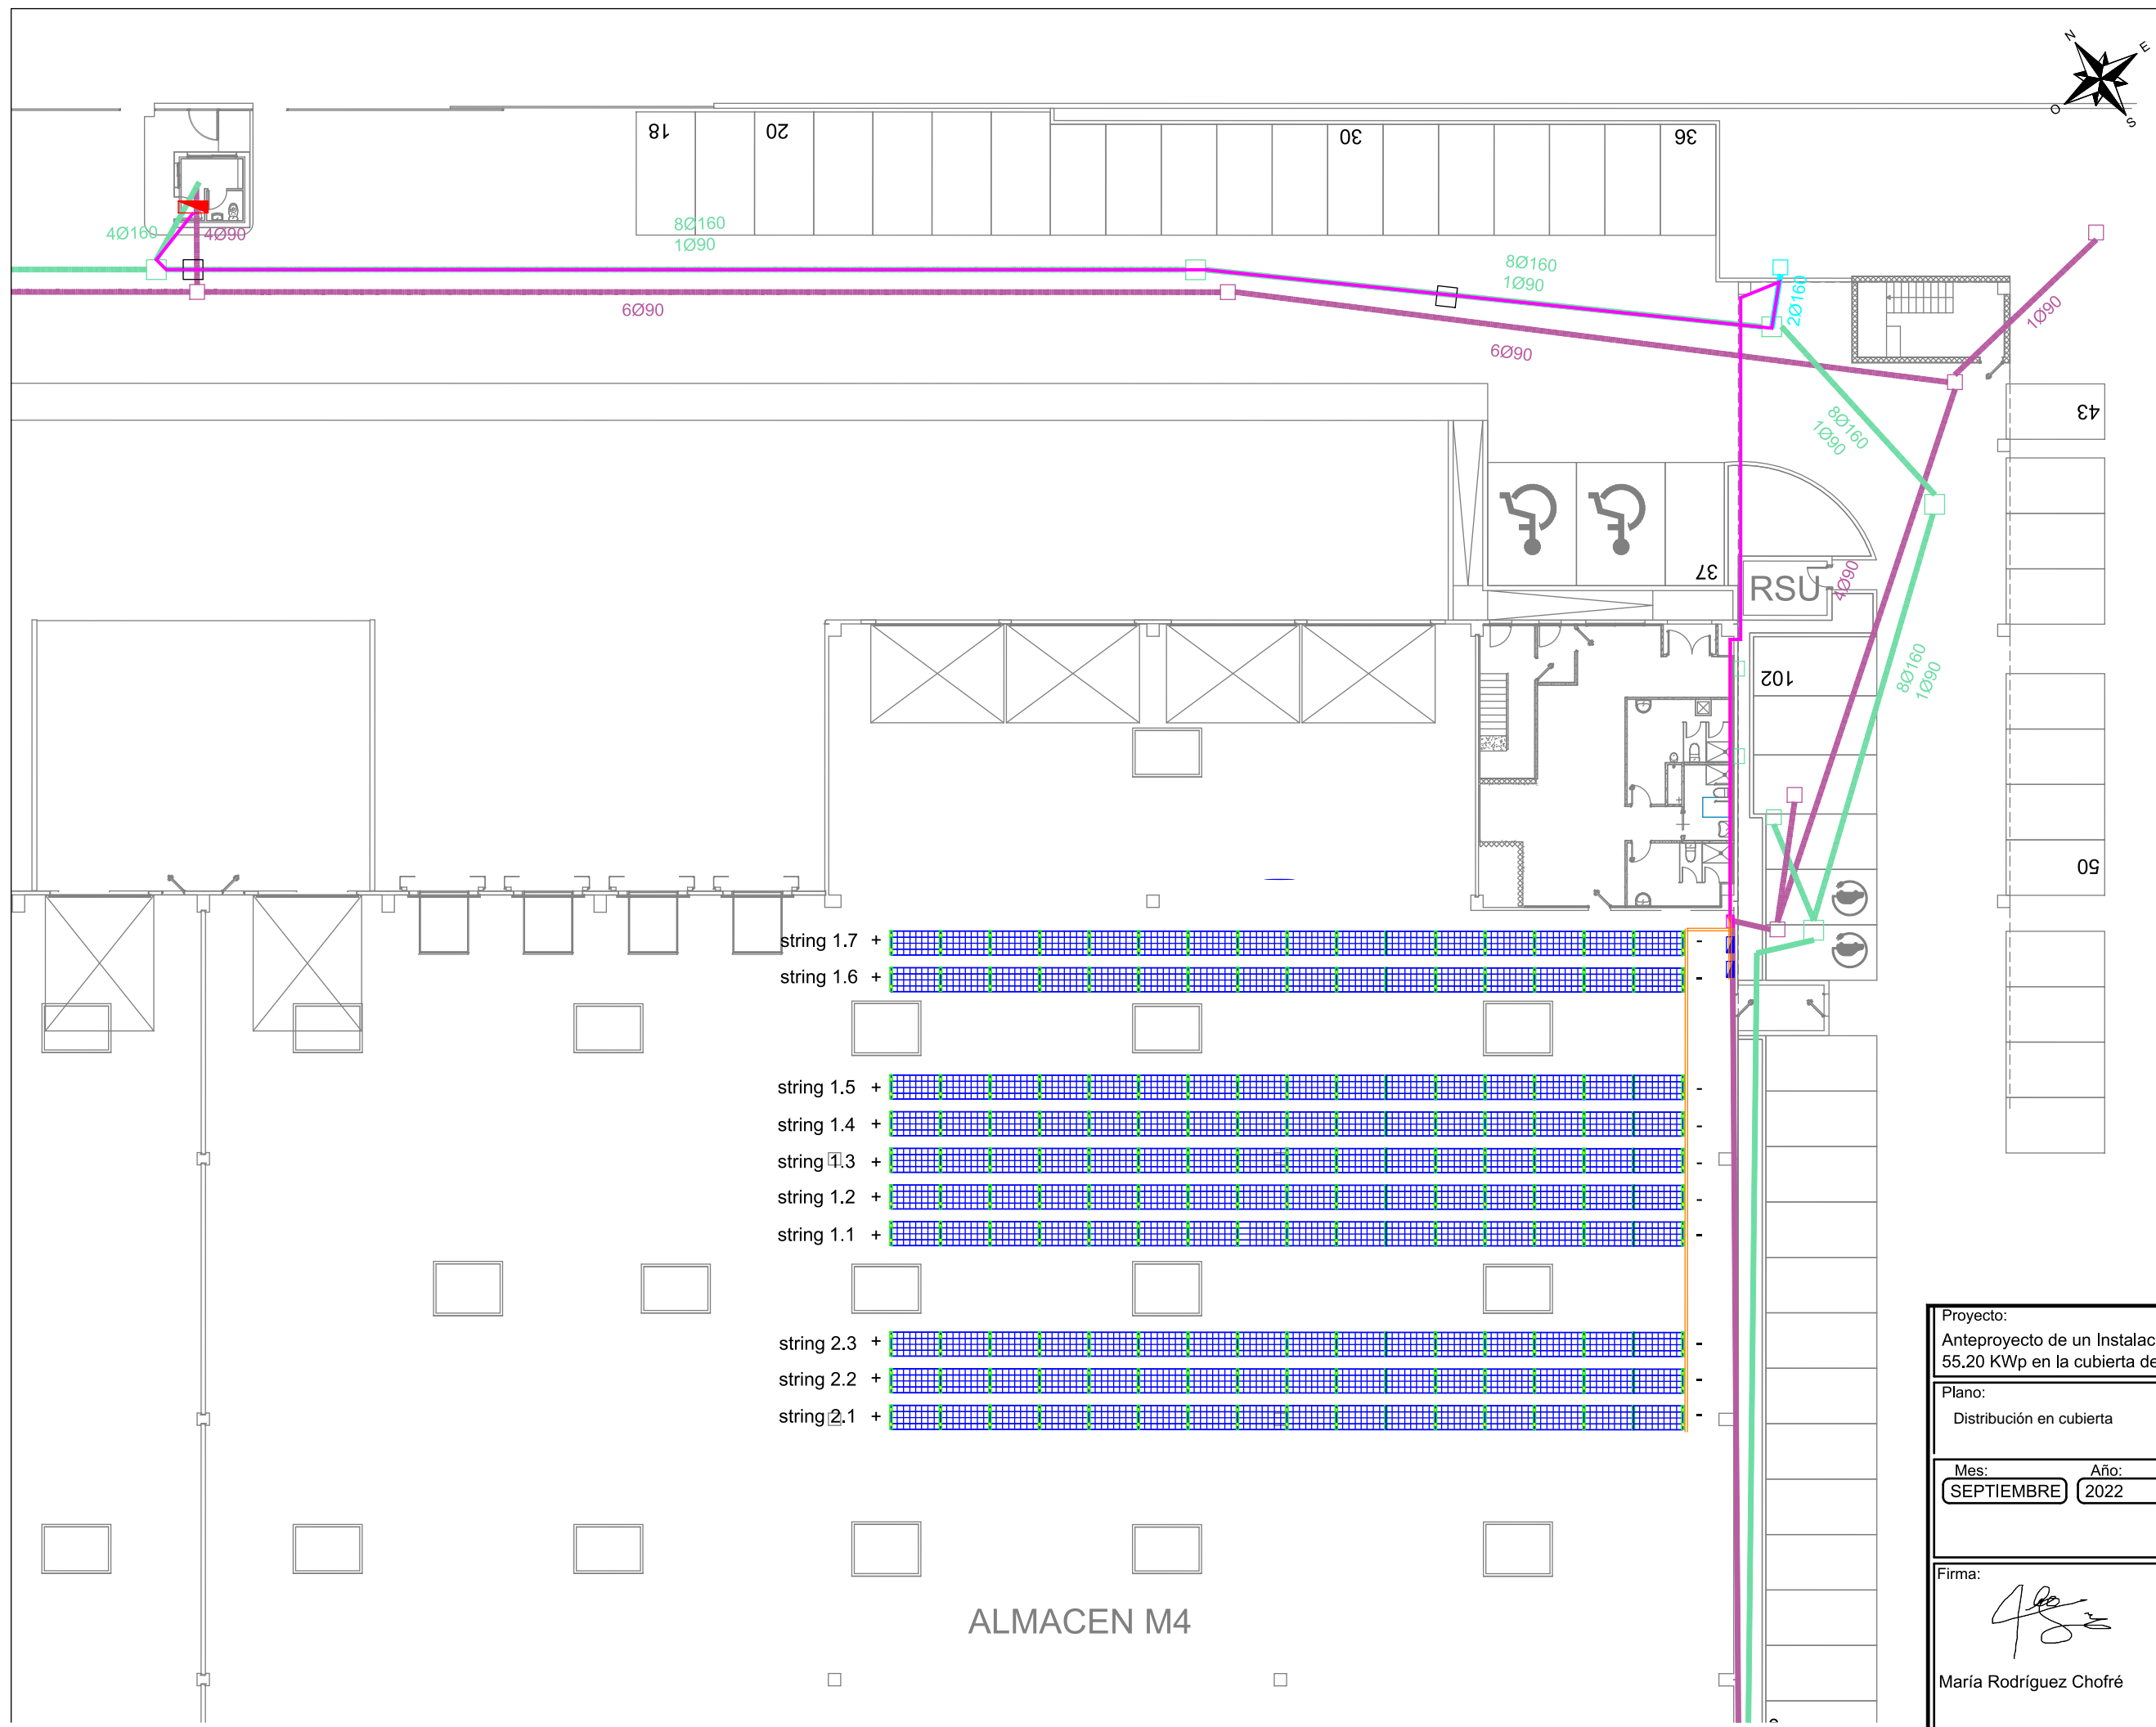 N
E
O
S
18
20
30
36
4Ø160
4Ø90
8Ø160
1Ø90
8Ø160
1Ø90
2Ø160
1Ø90
6Ø90
6Ø90
8Ø160
1Ø90
43
37
RSU
4Ø90
102
8Ø160
1Ø90
50
string 1.7 + -
string 1.6 + -
string 1.5 + -
string 1.4 + -
string 1.3 + -
string 1.2 + -
string 1.1 + -
string 2.3 + -
string 2.2 + -
string 2.1 + -
ALMACEN M4
Proyecto:
Anteproyecto de un Instalac
55.20 KWp en la cubierta de
Plano:
Distribución en cubierta
Mes: Año:
SEPTIEMBRE 2022
Firma:
María Rodríguez Chofré